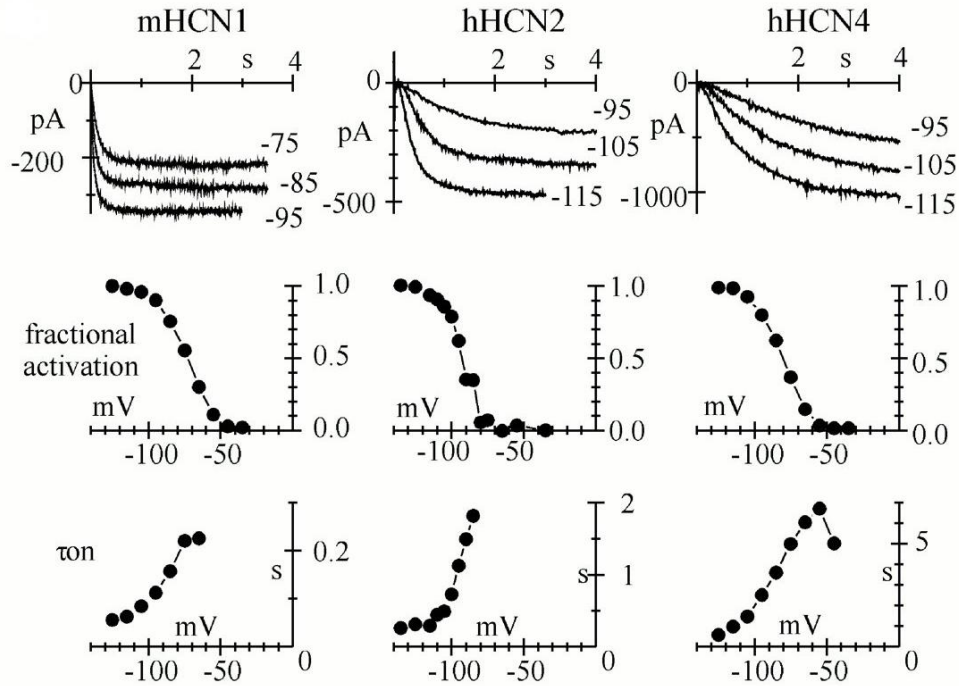 mHCN1 hHCN2 hHCN4
2 s 4 2 s 4 2 s 4
0 0 0
pA pA pA
-75 -95 -95
-200 -105 -105
-85
-95 -500 -115 -1000 -115
1.0 1.0 1.0
fractional
activation 0.5 0.5 0.5
mV mV mV
0.0 0.0 0.0
-100 -50 -100 -50 -100 -50
2
τon 0.2 s 1 s 5 s
mV mV mV
0 0 0
-100 -50 -100 -50 -100 -50